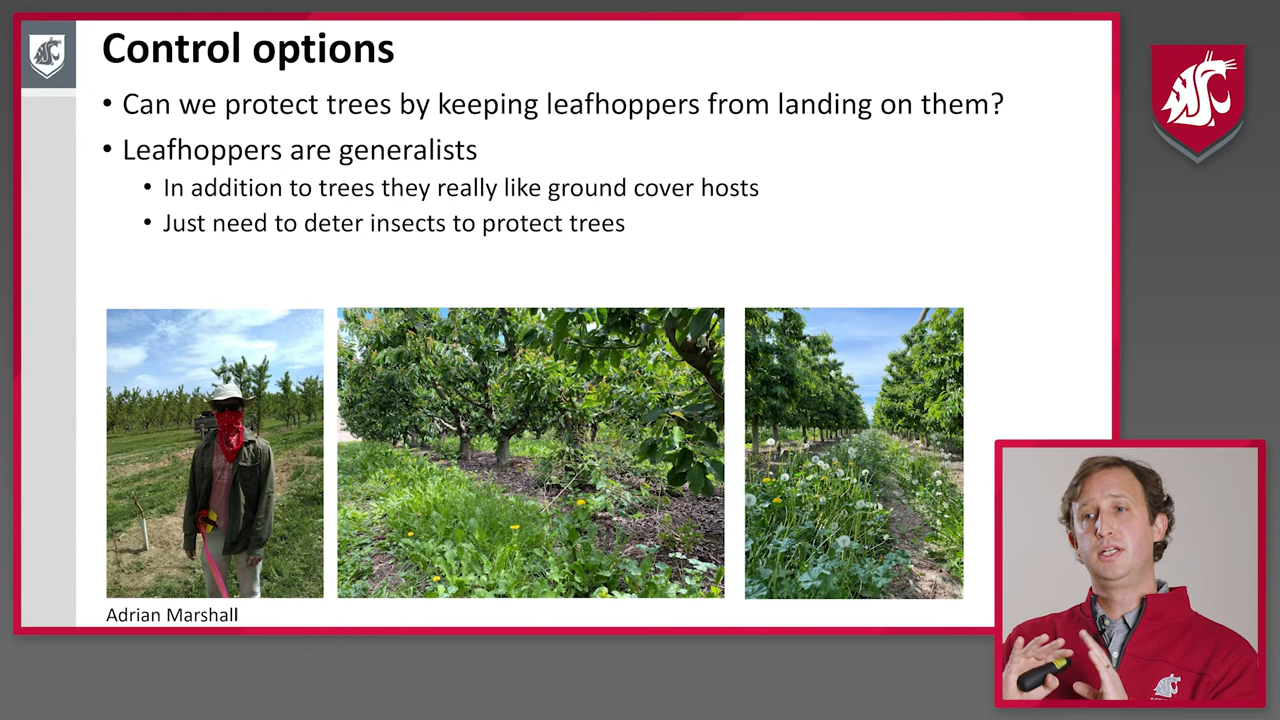 Control options
• Can we protect trees by keeping leafhoppers from landing on them?
• Leafhoppers are generalists
• In addition to trees they really like ground cover hosts
• Just need to deter insects to protect trees
Adrian Marshall